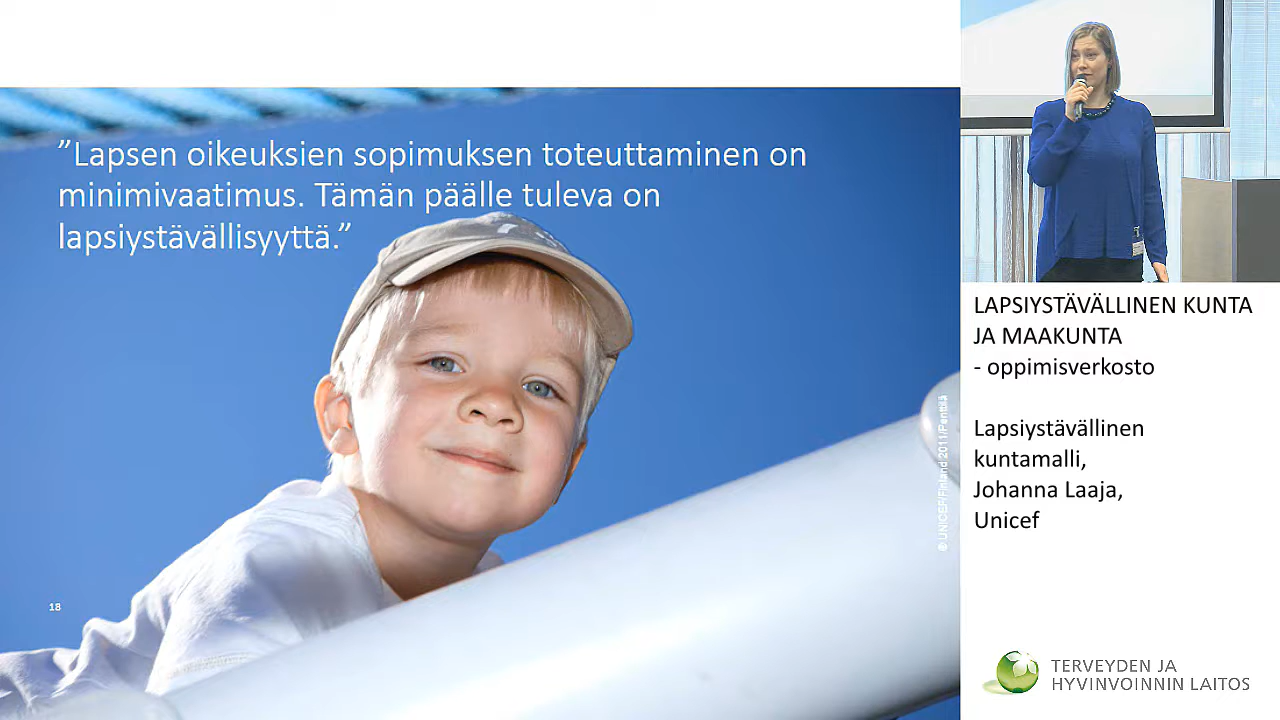 ”Lapsen oikeuksien sopimuksen toteuttaminen on
minimivaatimus. Tämän päälle tuleva on
lapsiystävällisyyttä.”
© UNICEF/Finland 2011/Penttilä
18
LAPSIYSTÄVÄLLINEN KUNTA
JA MAAKUNTA
- oppimisverkosto
Lapsiystävällinen
kuntamalli,
Johanna Laaja,
Unicef
TERVEYDEN JA
HYVINVOINNIN LAITOS